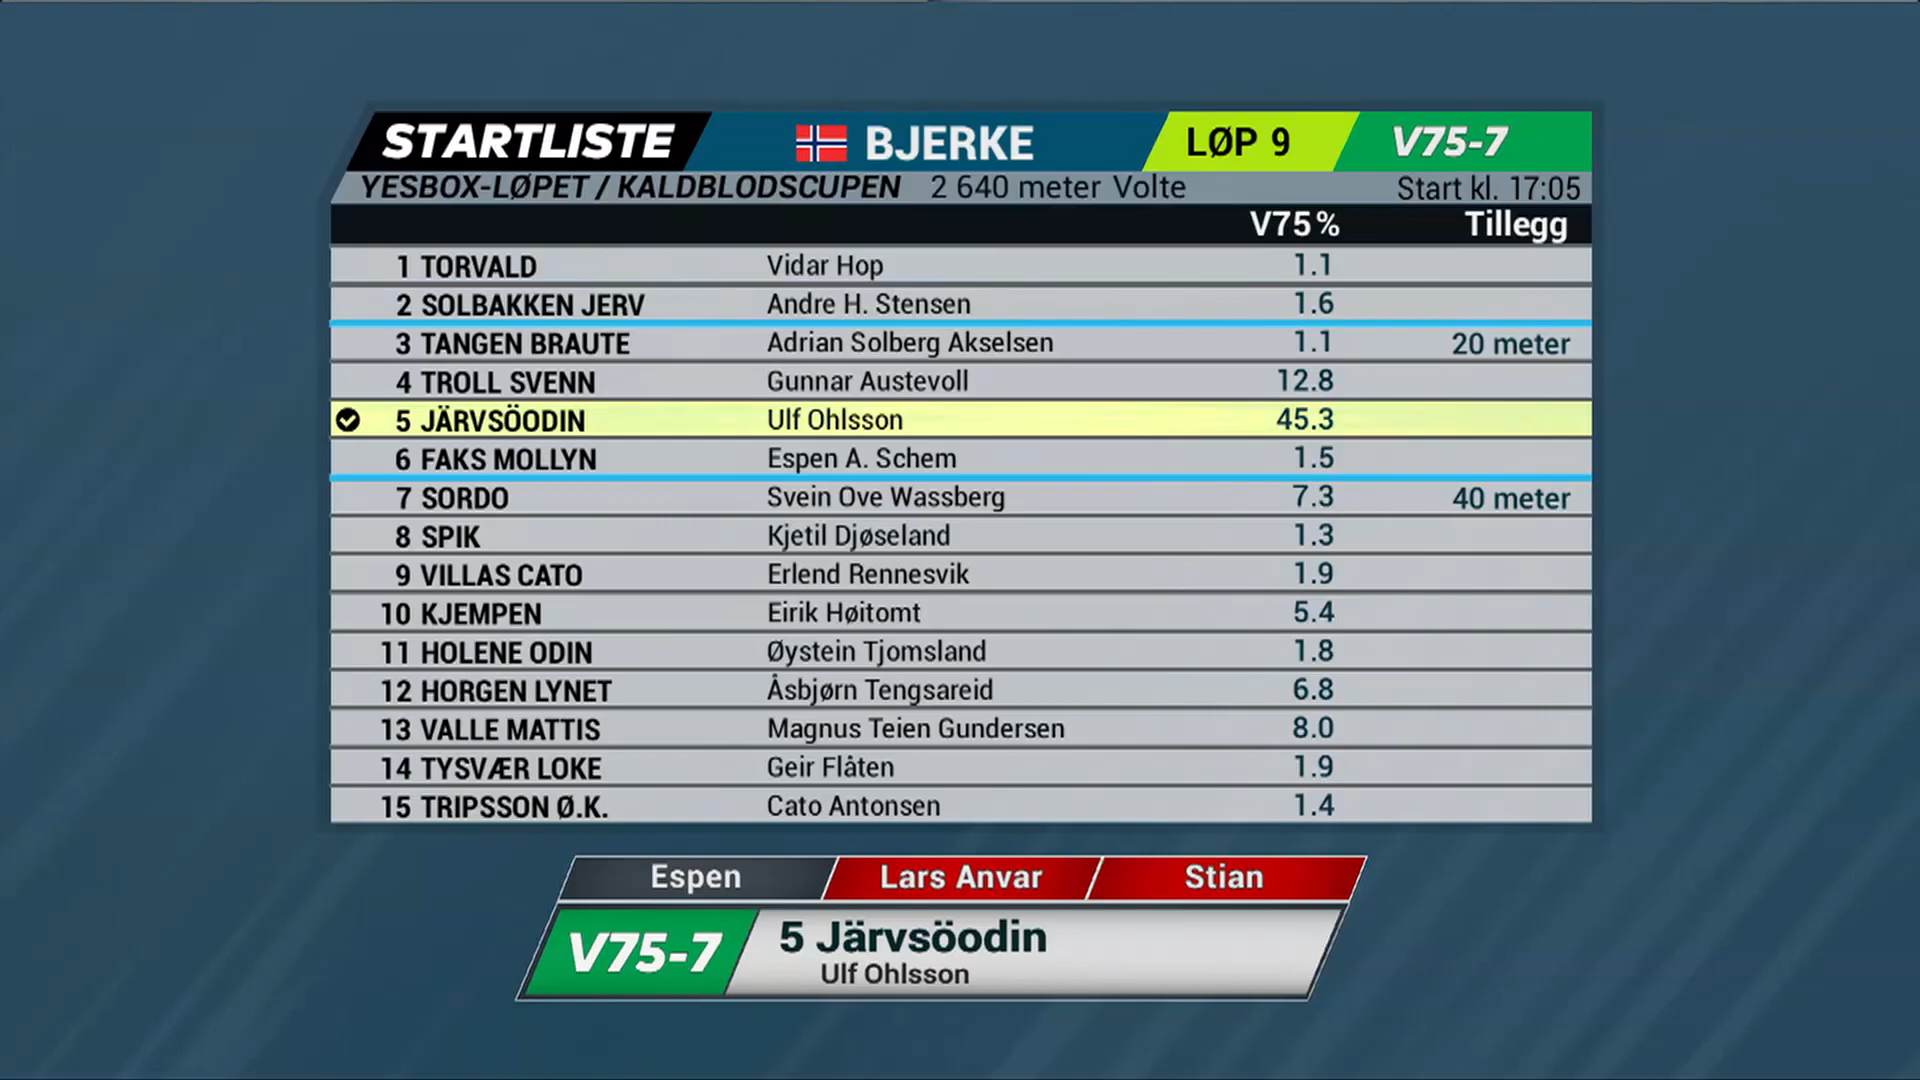 STARTLISTE BJERKE LØP 9 V75-7
YESBOX-LØPET / KALDBLODSCUPEN 2 640 meter Volte Start kl. 17:05
V75% Tillegg
1 TORVALD Vidar Hop 1.1
2 SOLBAKKEN JERV Andre H. Stensen 1.6
3 TANGEN BRAUTE Adrian Solberg Akselsen 1.1 20 meter
4 TROLL SVENN Gunnar Austevoll 12.8
5 JÄRVSÖODIN Ulf Ohlsson 45.3
6 FAKS MOLLYN Espen A. Schem 1.5
7 SORDO Svein Ove Wassberg 7.3 40 meter
8 SPIK Kjetil Djøseland 1.3
9 VILLAS CATO Erlend Rennesvik 1.9
10 KJEMPEN Eirik Høitomt 5.4
11 HOLENE ODIN Øystein Tjomsland 1.8
12 HORGEN LYNET Åsbjørn Tengsareid 6.8
13 VALLE MATTIS Magnus Teien Gundersen 8.0
14 TYSVÆR LOKE Geir Flåten 1.9
15 TRIPSSON Ø.K. Cato Antonsen 1.4
Espen Lars Anvar Stian
V75-7 5 Järvsöodin
Ulf Ohlsson